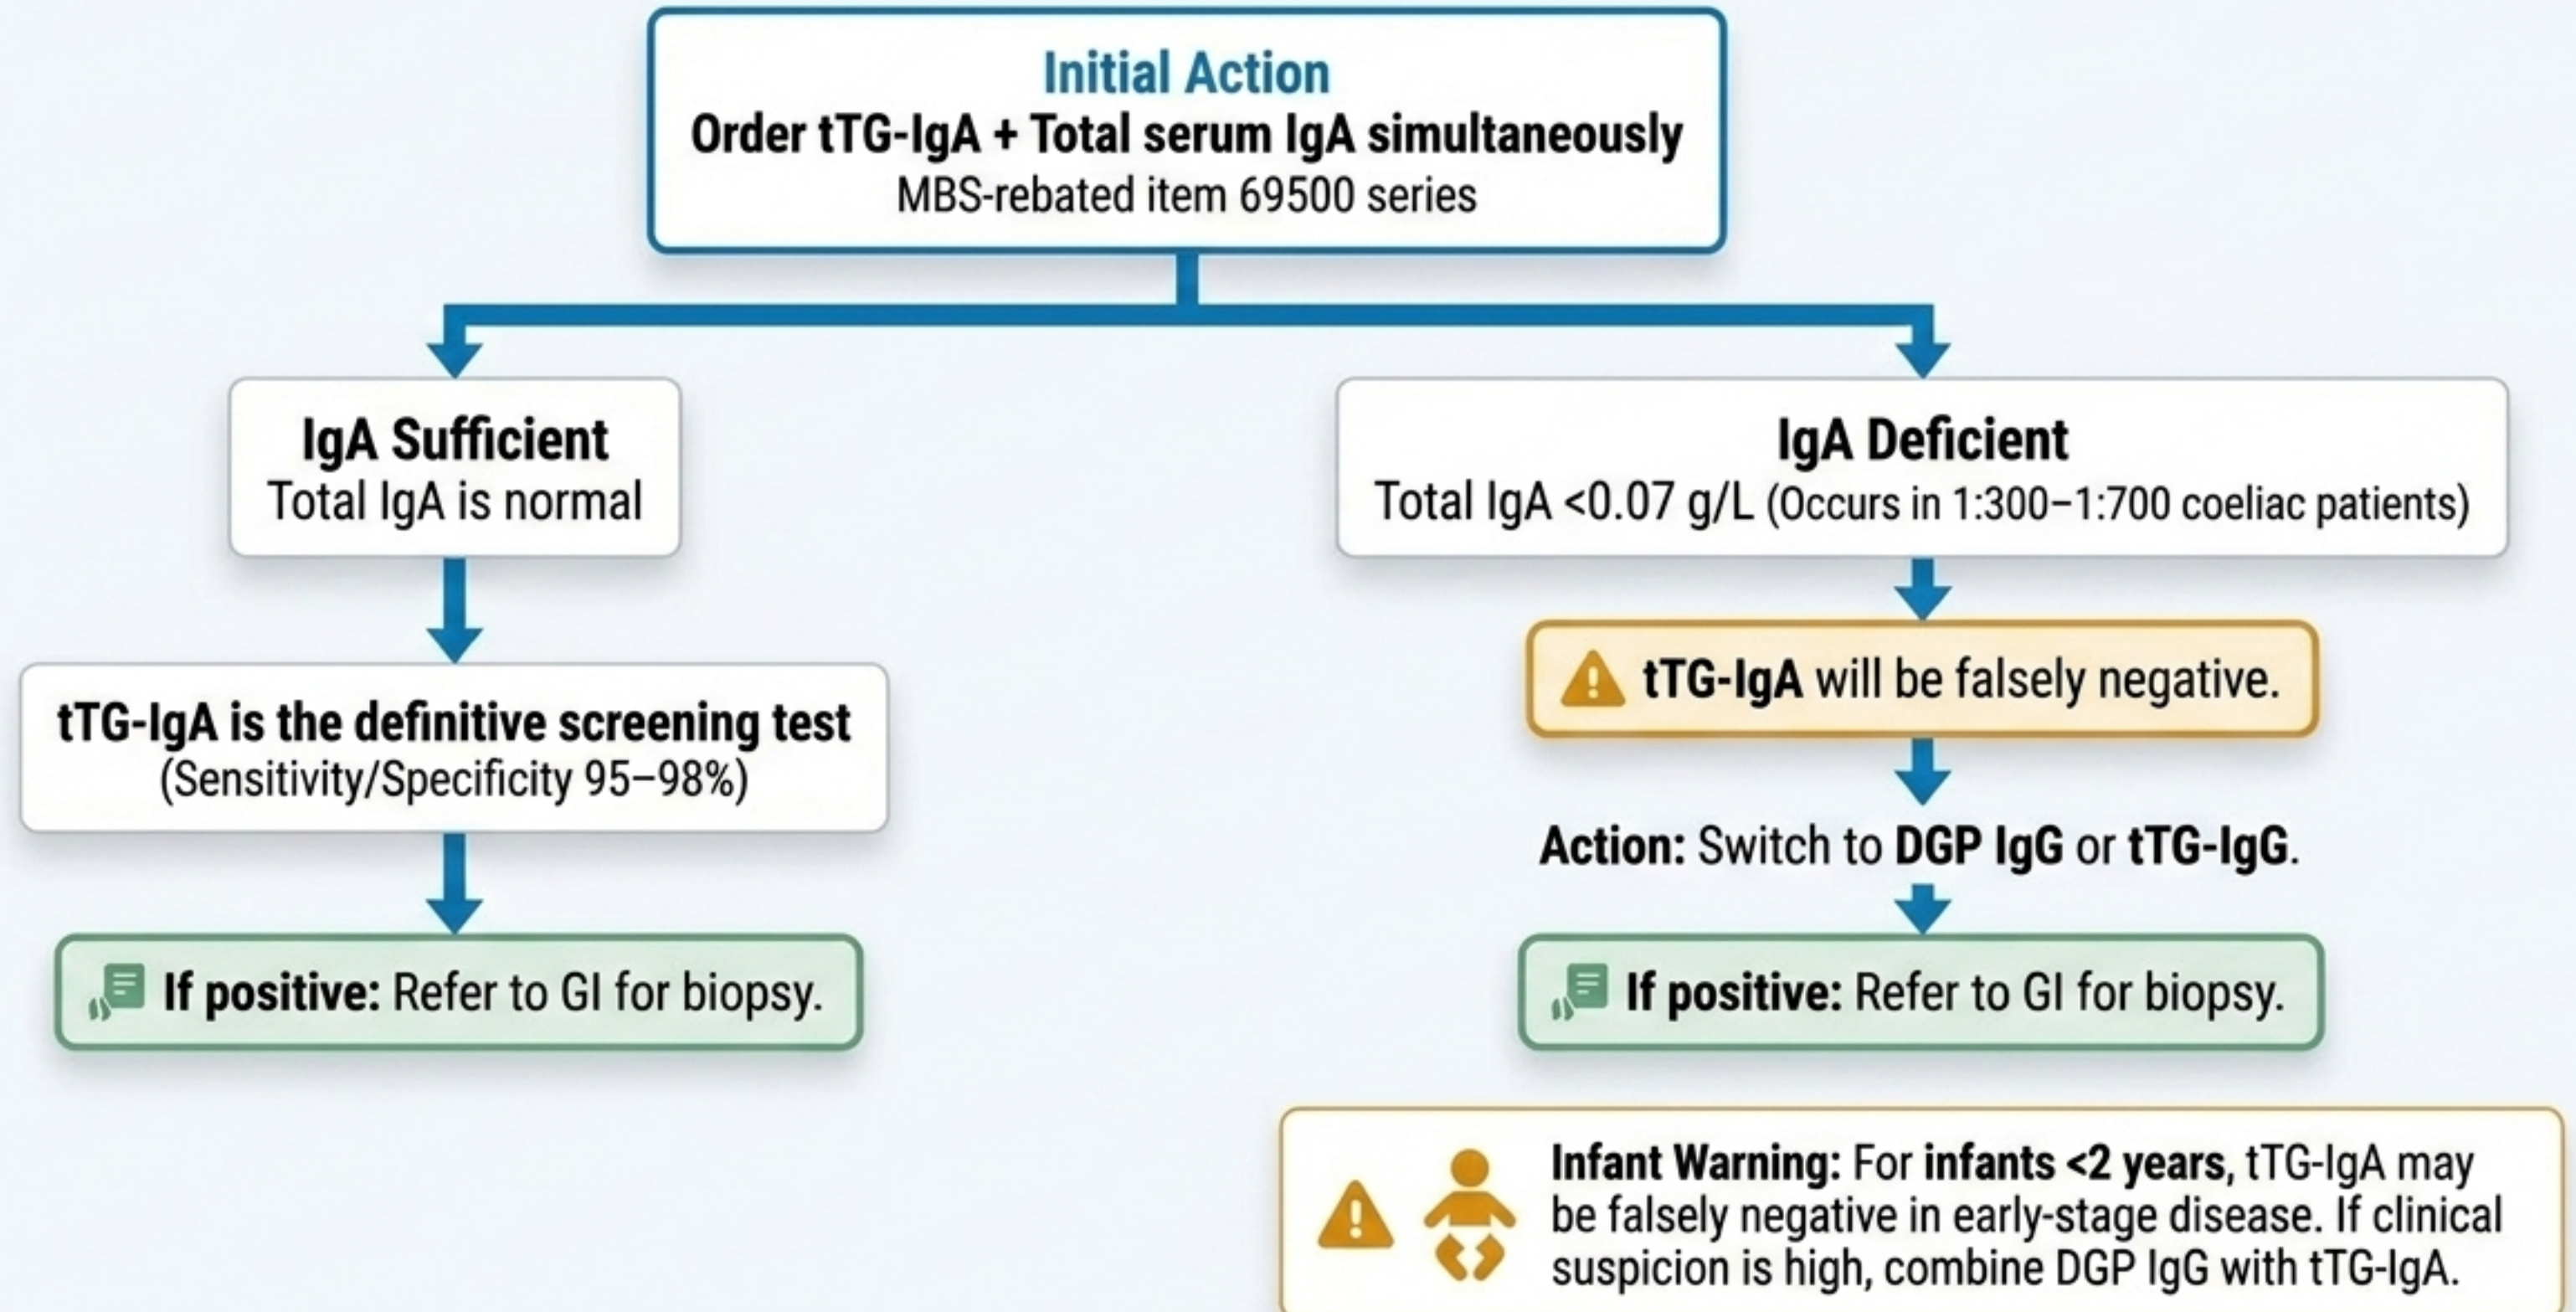 Initial Action
Order tTG-IgA + Total serum IgA simultaneously
MBS-rebated item 69500 series
IgA Sufficient
Total IgA is normal
tTG-IgA is the definitive screening test
(Sensitivity/Specificity 95–98%)
If positive: Refer to GI for biopsy.
IgA Deficient
Total IgA <0.07 g/L (Occurs in 1:300–1:700 coeliac patients)
tTG-IgA will be falsely negative.
Action: Switch to DGP IgG or tTG-IgG.
If positive: Refer to GI for biopsy.
Infant Warning: For infants <2 years, tTG-IgA may
be falsely negative in early-stage disease. If clinical
suspicion is high, combine DGP IgG with tTG-IgA.